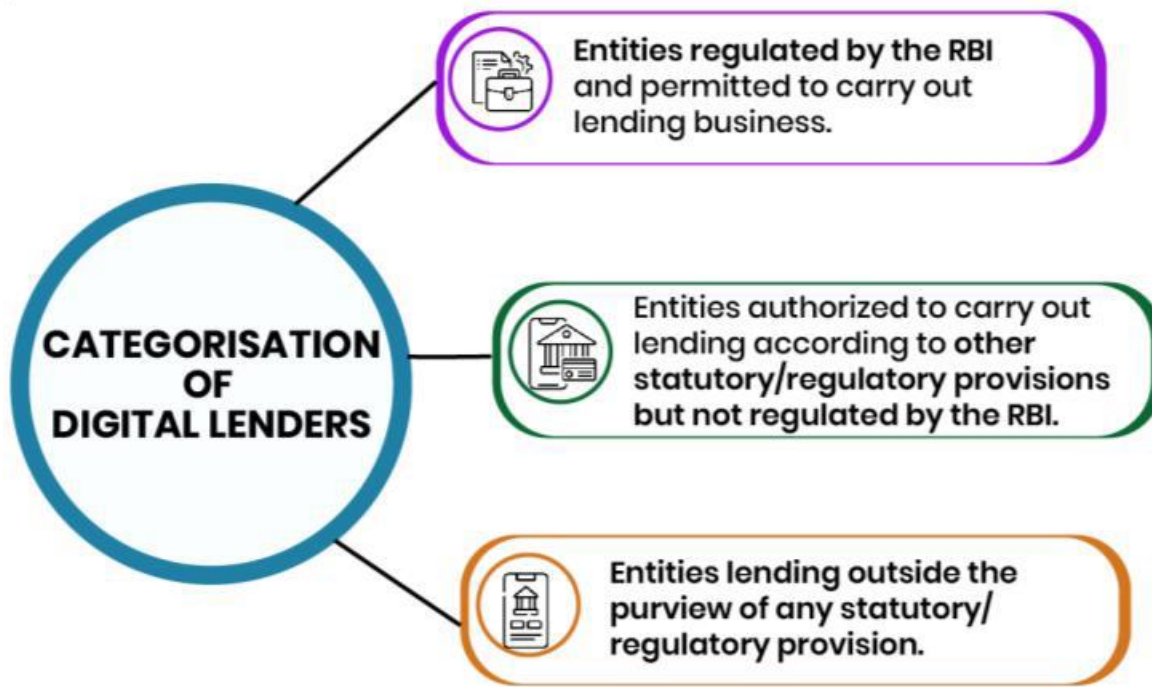 Entities regulated by the RBI
and permitted to carry out
lending business.
CATEGORISATION
OF
DIGITAL LENDERS
Entities authorized to carry out
lending according to other
statutory/regulatory provisions
but not regulated by the RBI.
Entities lending outside the
purview of any statutory/
regulatory provision.